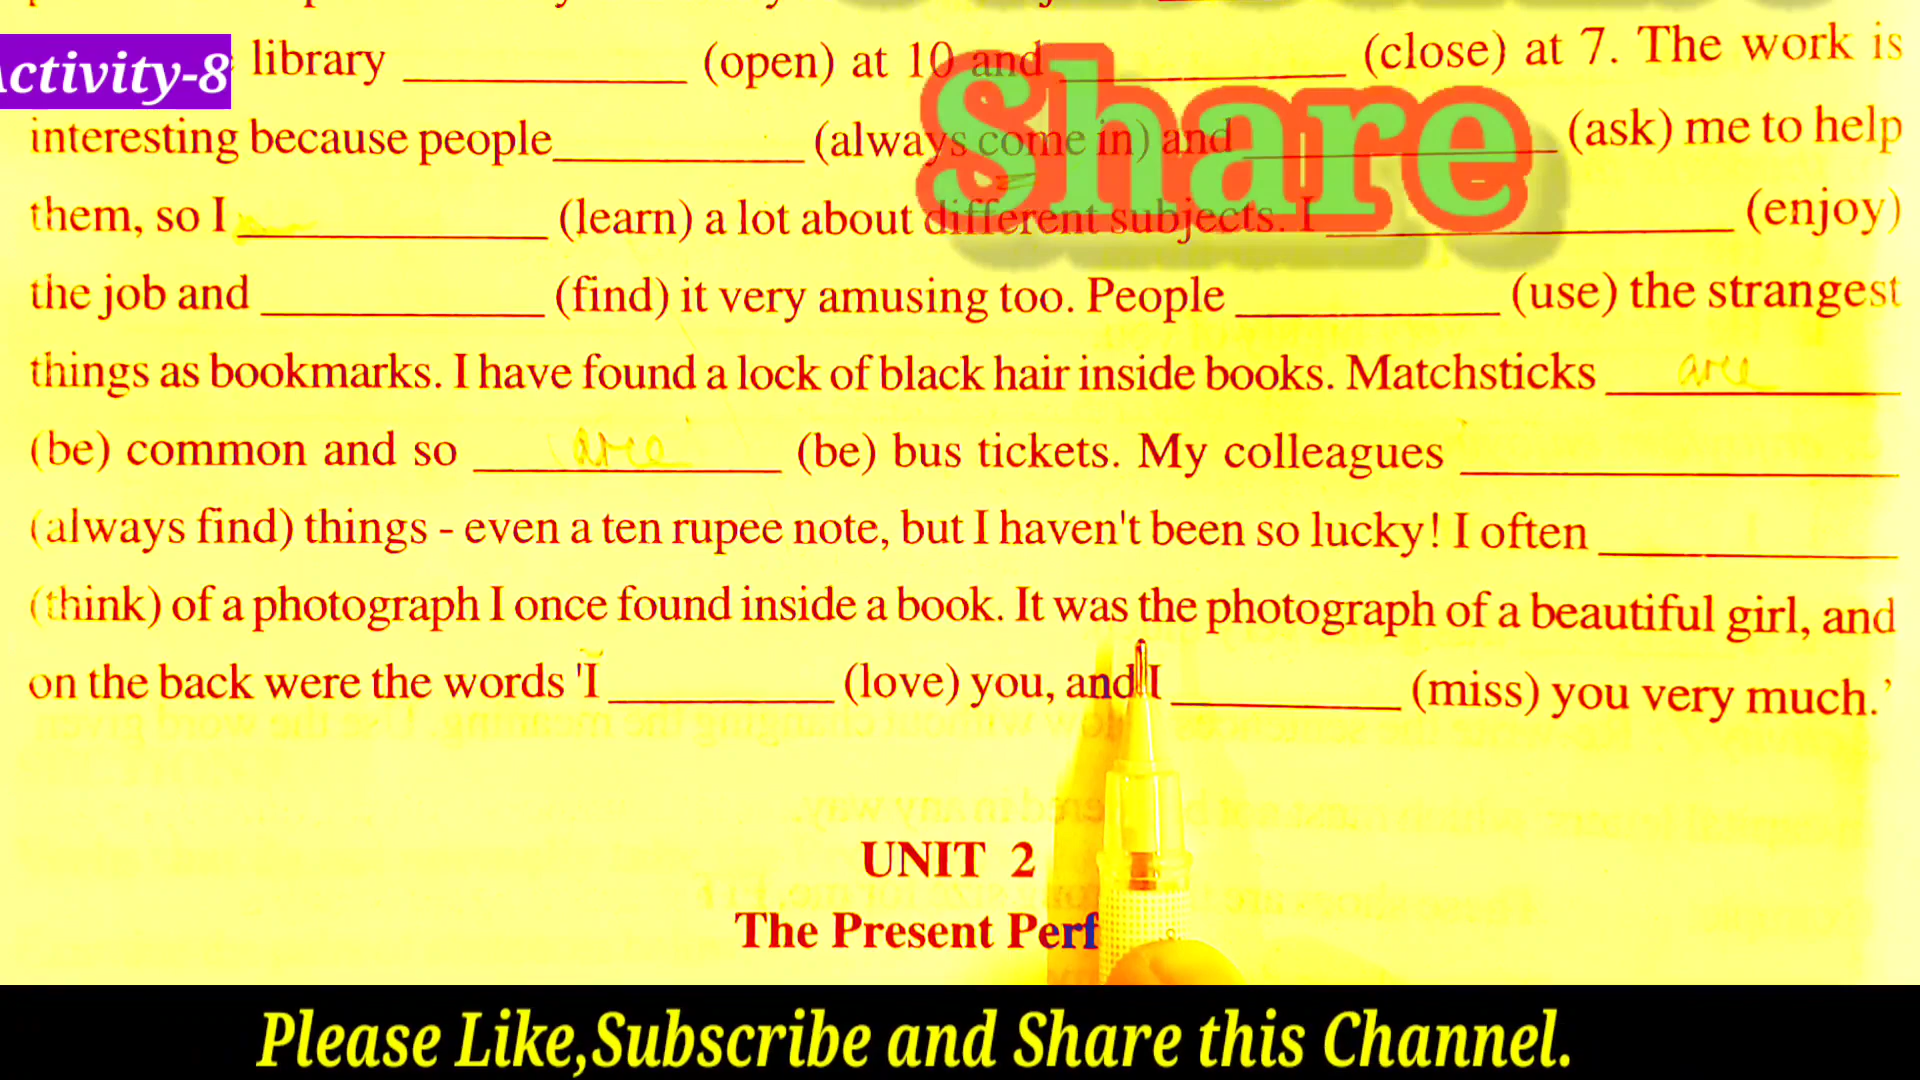 Activity-8
library ____________ (open) at 10 and ____________ (close) at 7. The work is
Share
interesting because people____________ (always come in) and ____________ (ask) me to help
them, so I ____________ (learn) a lot about different subjects. I ____________ (enjoy)
the job and ____________ (find) it very amusing too. People ____________ (use) the strangest
things as bookmarks. I have found a lock of black hair inside books. Matchsticks are
(be) common and so are (be) bus tickets. My colleagues ____________
(always find) things - even a ten rupee note, but I haven't been so lucky! I often ____________
(think) of a photograph I once found inside a book. It was the photograph of a beautiful girl, and
on the back were the words 'I ____________ (love) you, and I ____________ (miss) you very much.'
UNIT 2
The Present Perf
Please Like,Subscribe and Share this Channel.